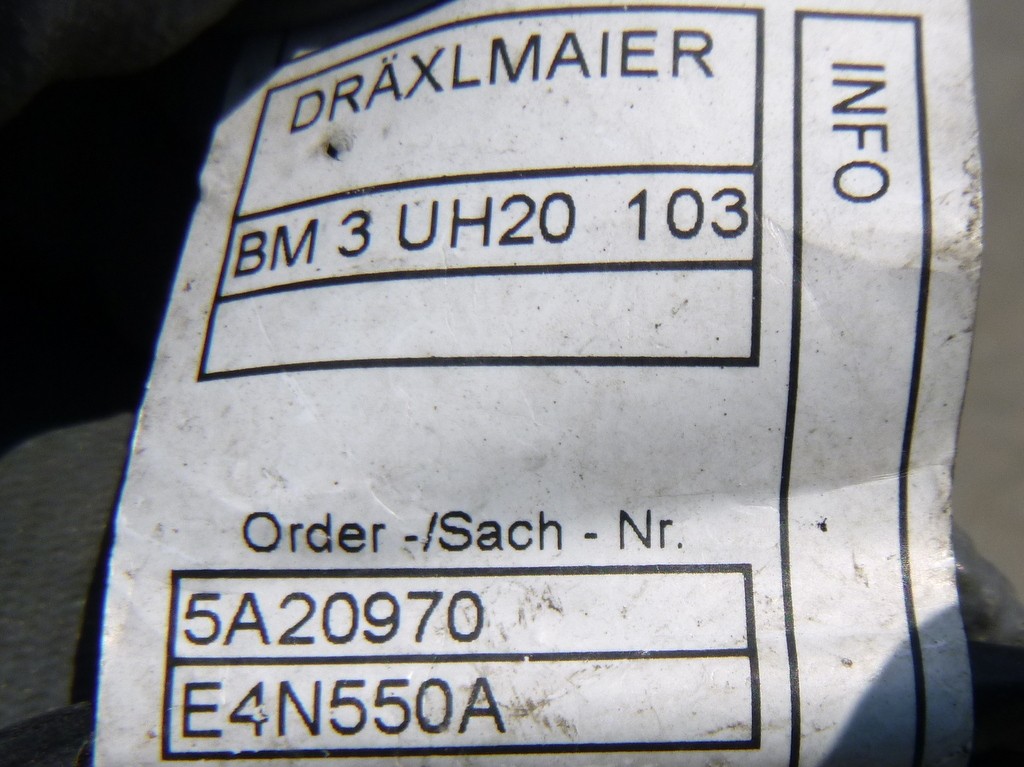 DRÄXLMAIER
BM 3 UH20 103
INFO
Order -/Sach - Nr.
5A20970
E4N550A